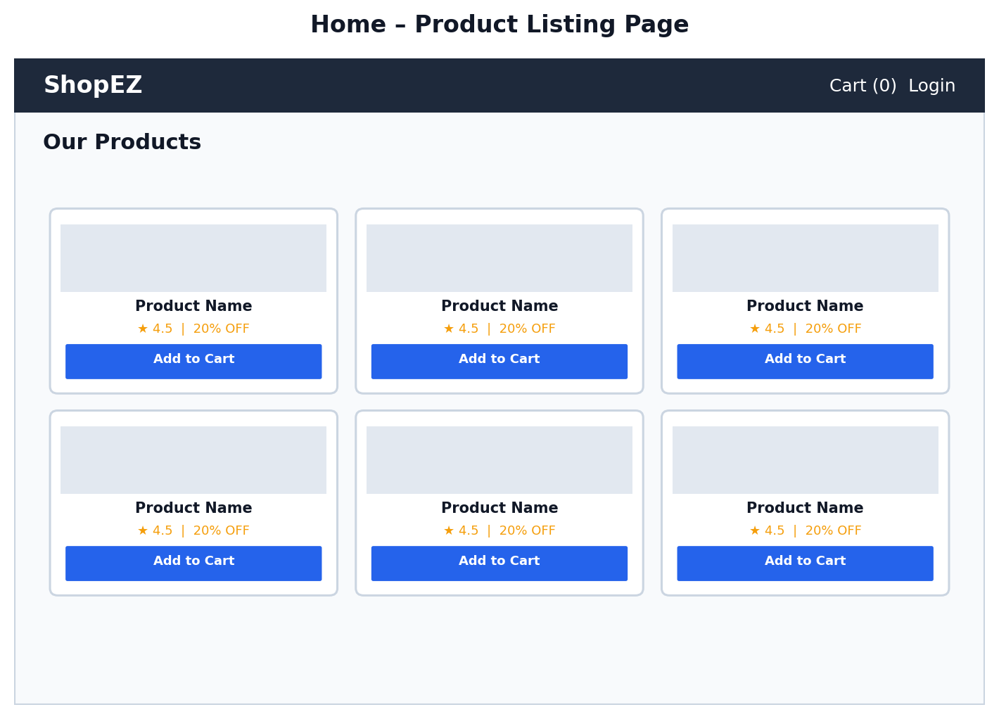 Home – Product Listing Page
ShopEZ Cart (0) Login
Our Products
Product Name Product Name Product Name
★ 4.5 | 20% OFF ★ 4.5 | 20% OFF ★ 4.5 | 20% OFF
Add to Cart Add to Cart Add to Cart
Product Name Product Name Product Name
★ 4.5 | 20% OFF ★ 4.5 | 20% OFF ★ 4.5 | 20% OFF
Add to Cart Add to Cart Add to Cart